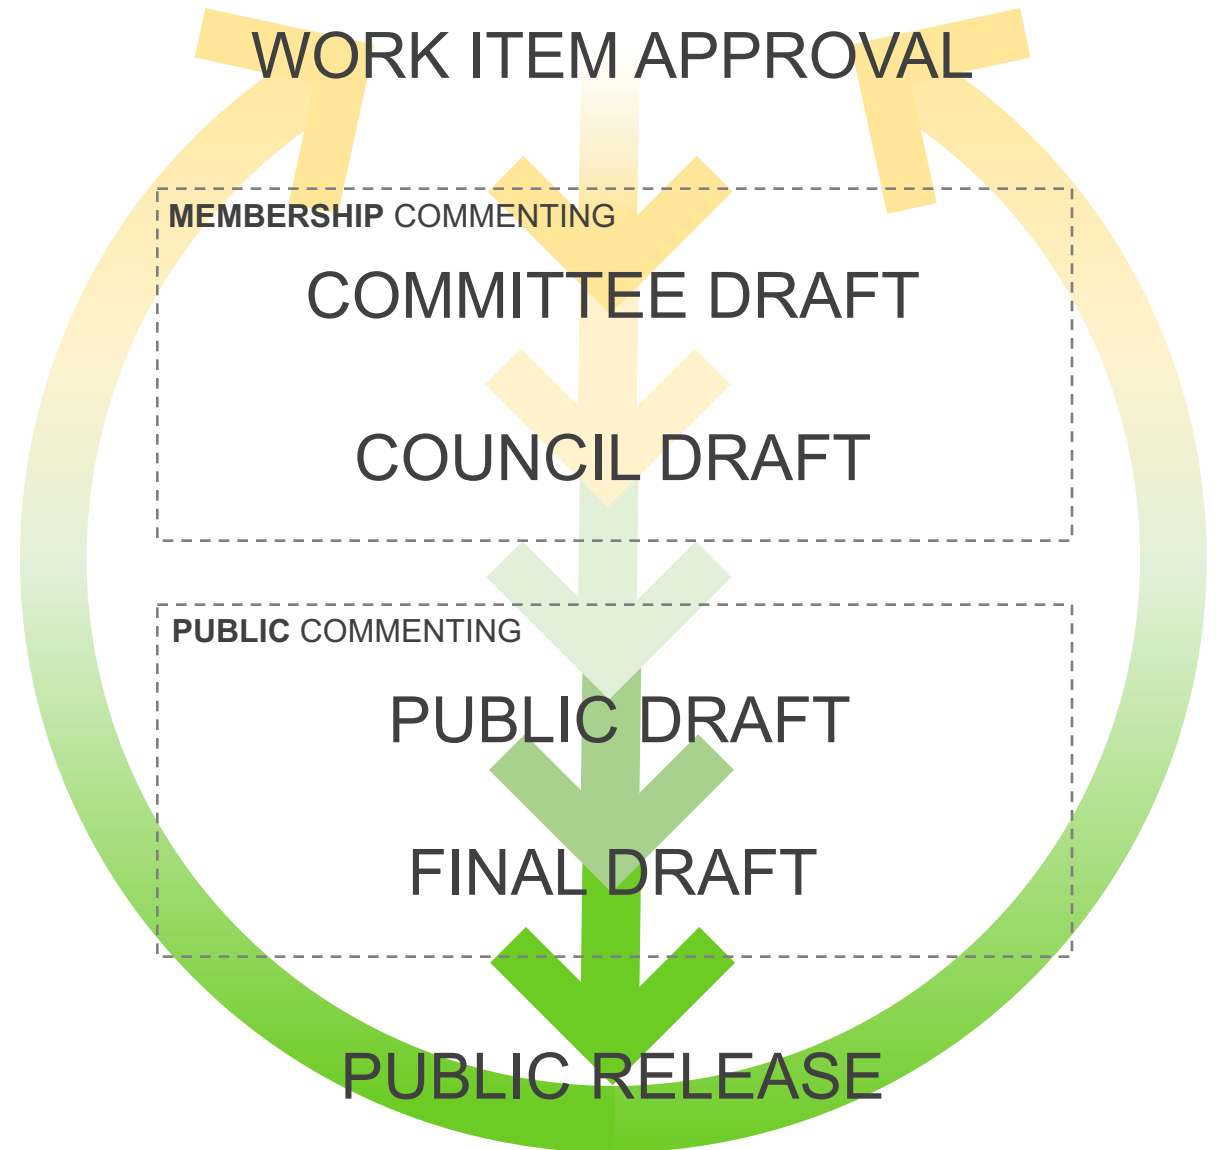 WORK ITEM APPROVAL
MEMBERSHIP COMMENTING
COMMITTEE DRAFT
COUNCIL DRAFT
PUBLIC COMMENTING
PUBLIC DRAFT
FINAL DRAFT
PUBLIC RELEASE